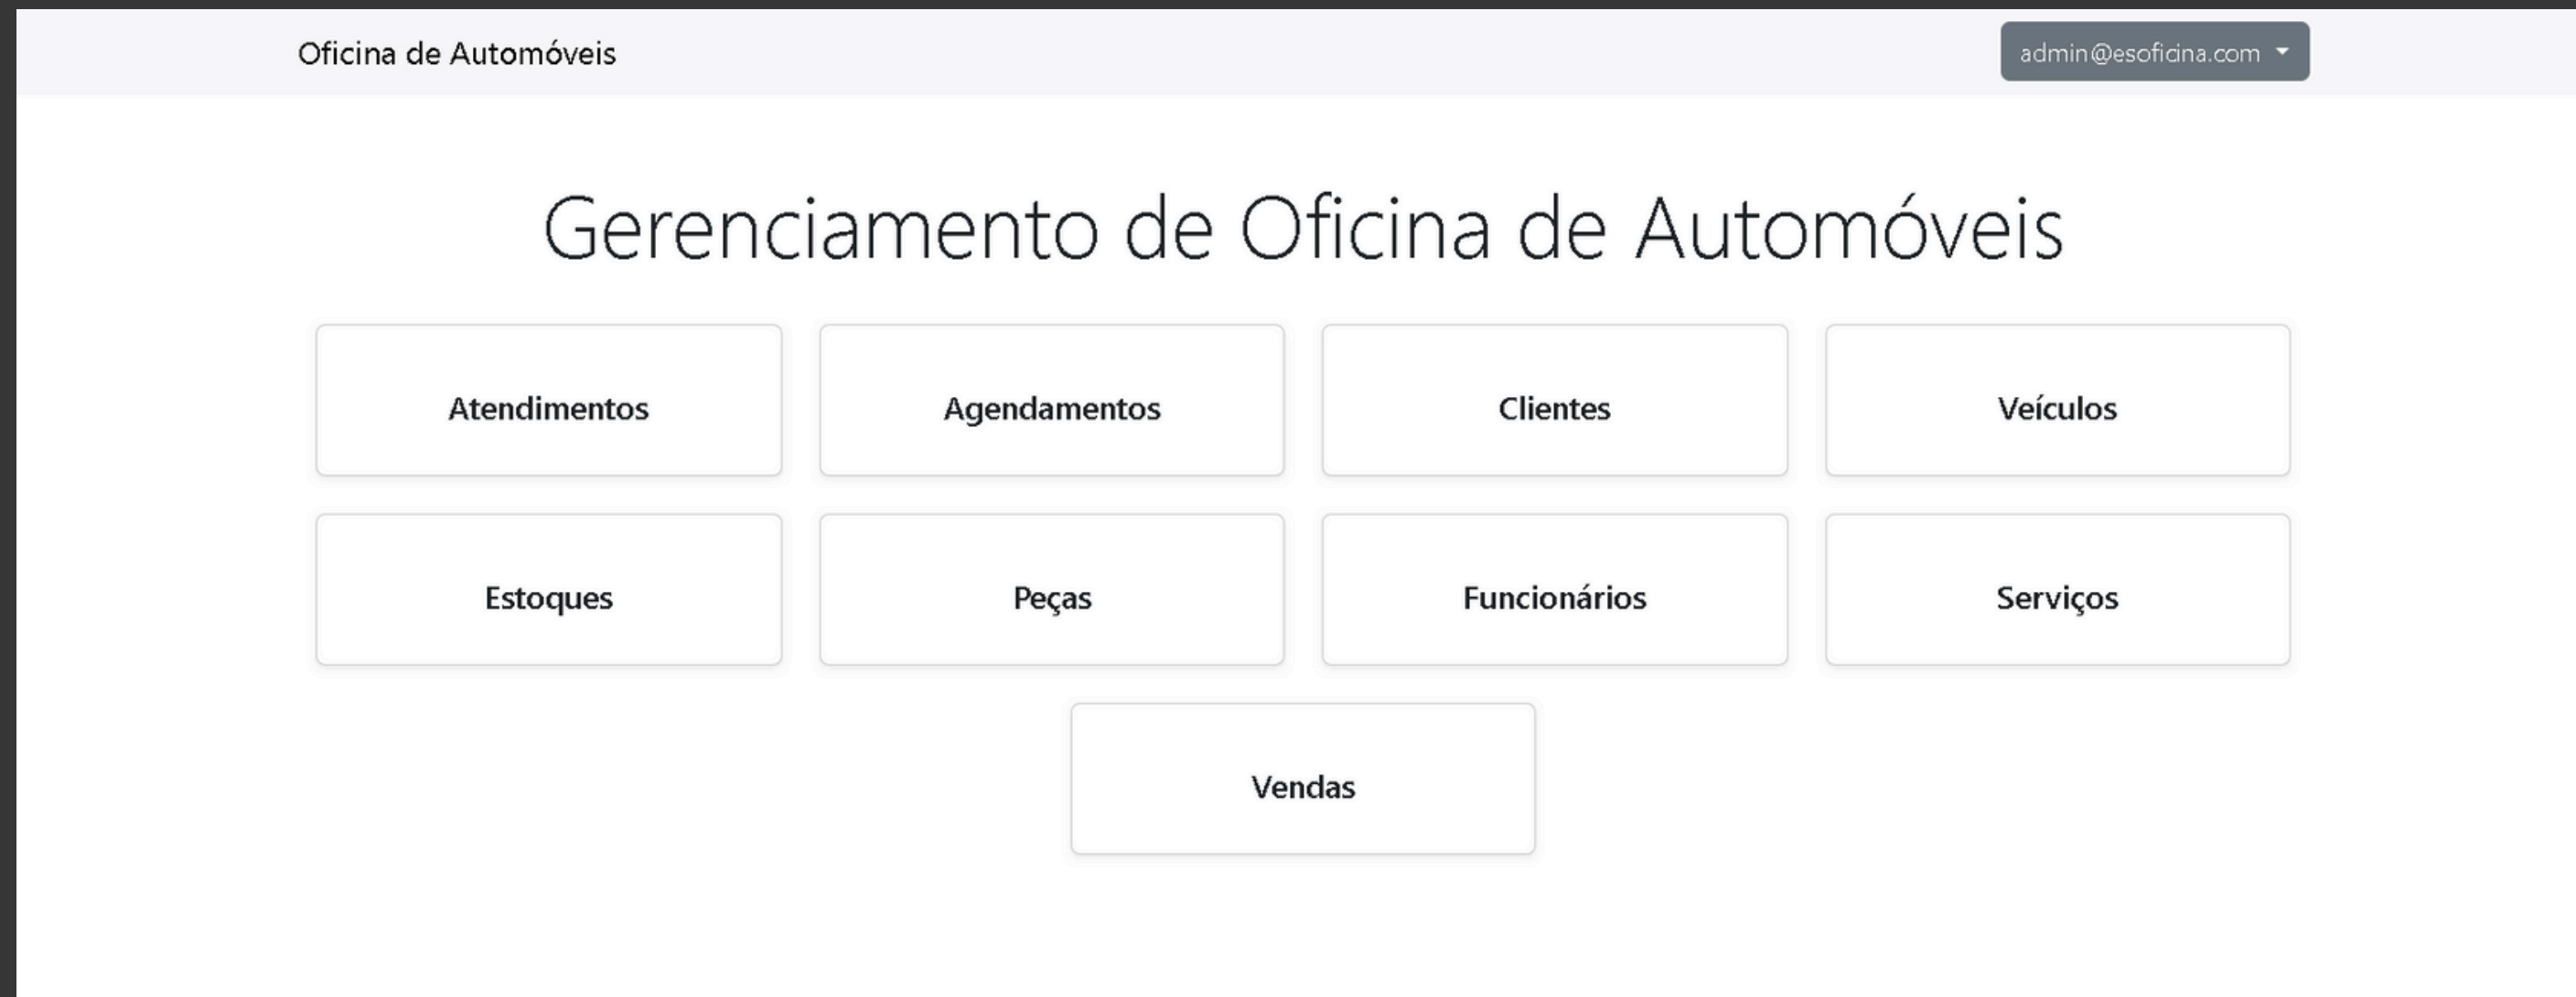 Oficina de Automóveis
admin@esoficina.com
Gerenciamento de Oficina de Automóveis
Atendimentos
Agendamentos
Clientes
Veículos
Estoques
Peças
Funcionários
Serviços
Vendas